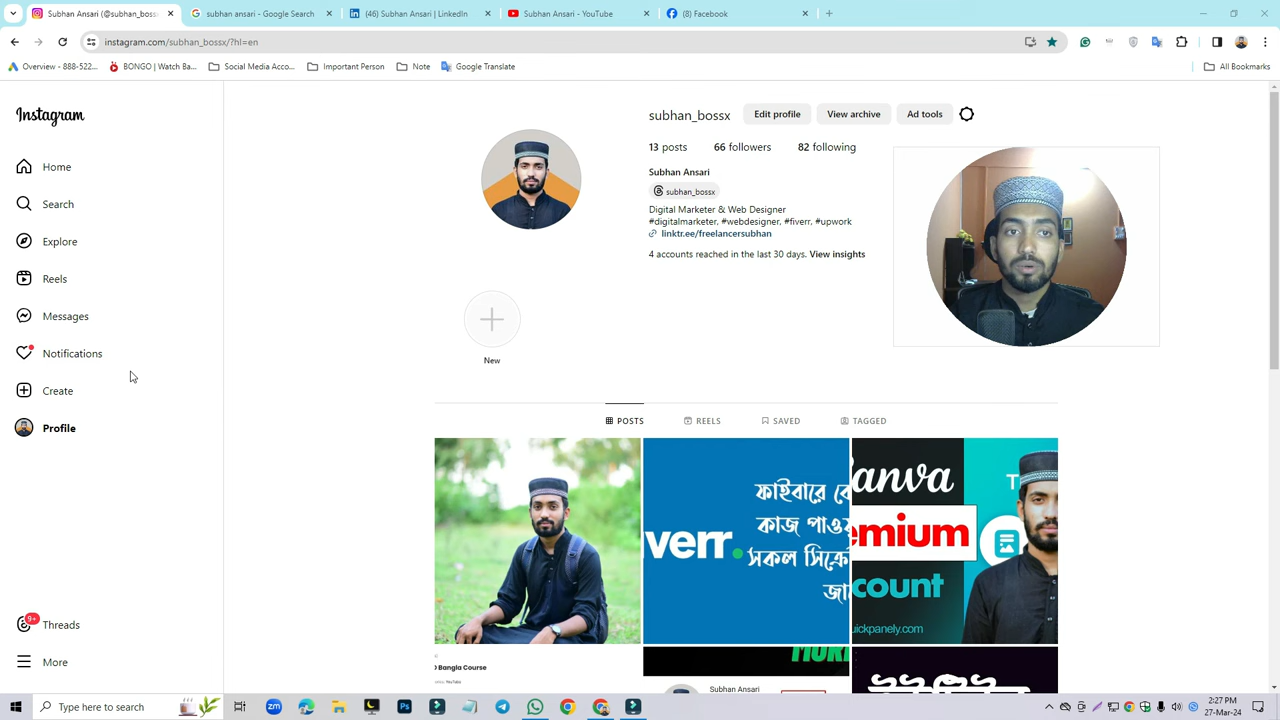 Subhan Ansari (@subhan_bossx)
subhan ansari - Google Search
(46) Subhan Ansari | LinkedIn
Subhan Ansari - YouTube
(8) Facebook
instagram.com/subhan_bossx/?hl=en
Overview - 888-522...
BONGO | Watch Ba...
Social Media Acco...
Important Person
Note
Google Translate
All Bookmarks
Instagram
Home
Search
Explore
Reels
Messages
Notifications
Create
Profile
9+
Threads
More
subhan_bossx
Edit profile
View archive
Ad tools
13 posts
66 followers
82 following
Subhan Ansari
subhan_bossx
Digital Marketer & Web Designer
#digitalmarketer, #webdesigner, #fiverr, #upwork
linktr.ee/freelancersubhan
4 accounts reached in the last 30 days. View insights
New
POSTS
REELS
SAVED
TAGGED
verr.
ফাইবারে
কাজ পাওয়
সকল সিক্রে
জা
anva
emium
count
uickpanely.com
T
O Bangla Course
YouTube
Subhan Ansari
Type here to search
2:27 PM
27-Mar-24